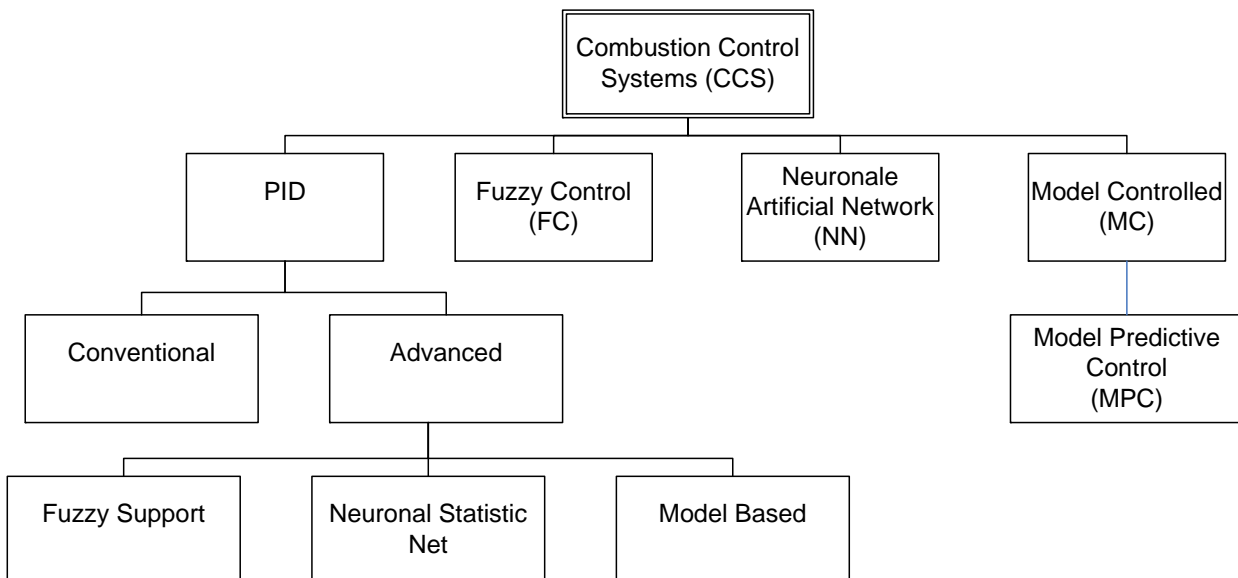 Combustion Control
Systems (CCS)
PID
Fuzzy Control
(FC)
Neuronale
Artificial Network
(NN)
Model Controlled
(MC)
Conventional
Advanced
Model Predictive
Control
(MPC)
Fuzzy Support
Neuronal Statistic
Net
Model Based